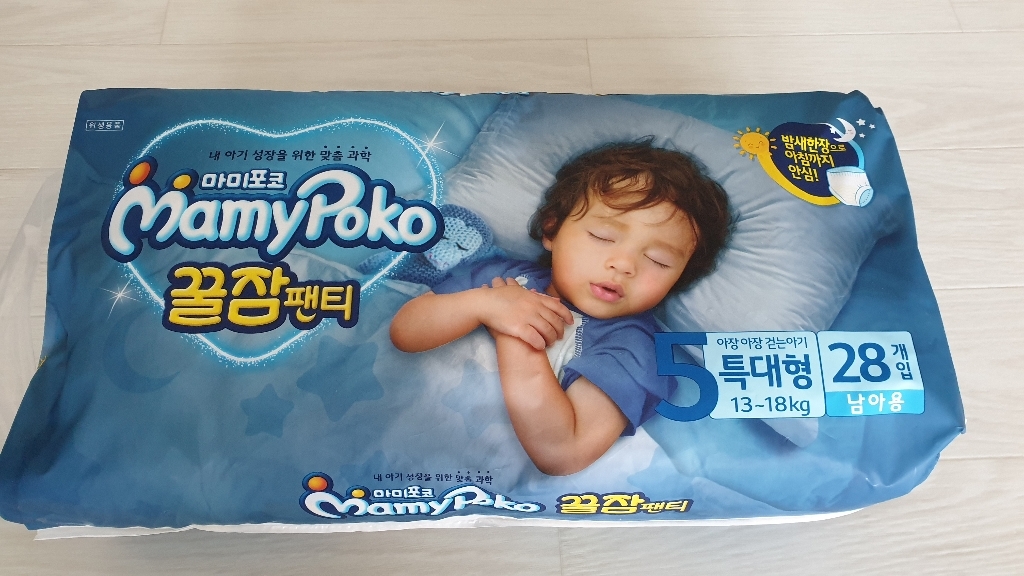 위생용품
내 아기 성장을 위한 맞춤 과학
마미포코
MamyPoko
꿀잠팬티
밤새한장으로
아침까지
안심!
5
아장아장 걷는아기
특대형
13~18kg
28개입
남아용
내 아기 성장을 위한 맞춤 과학
마미포코
MamyPoko
꿀잠팬티